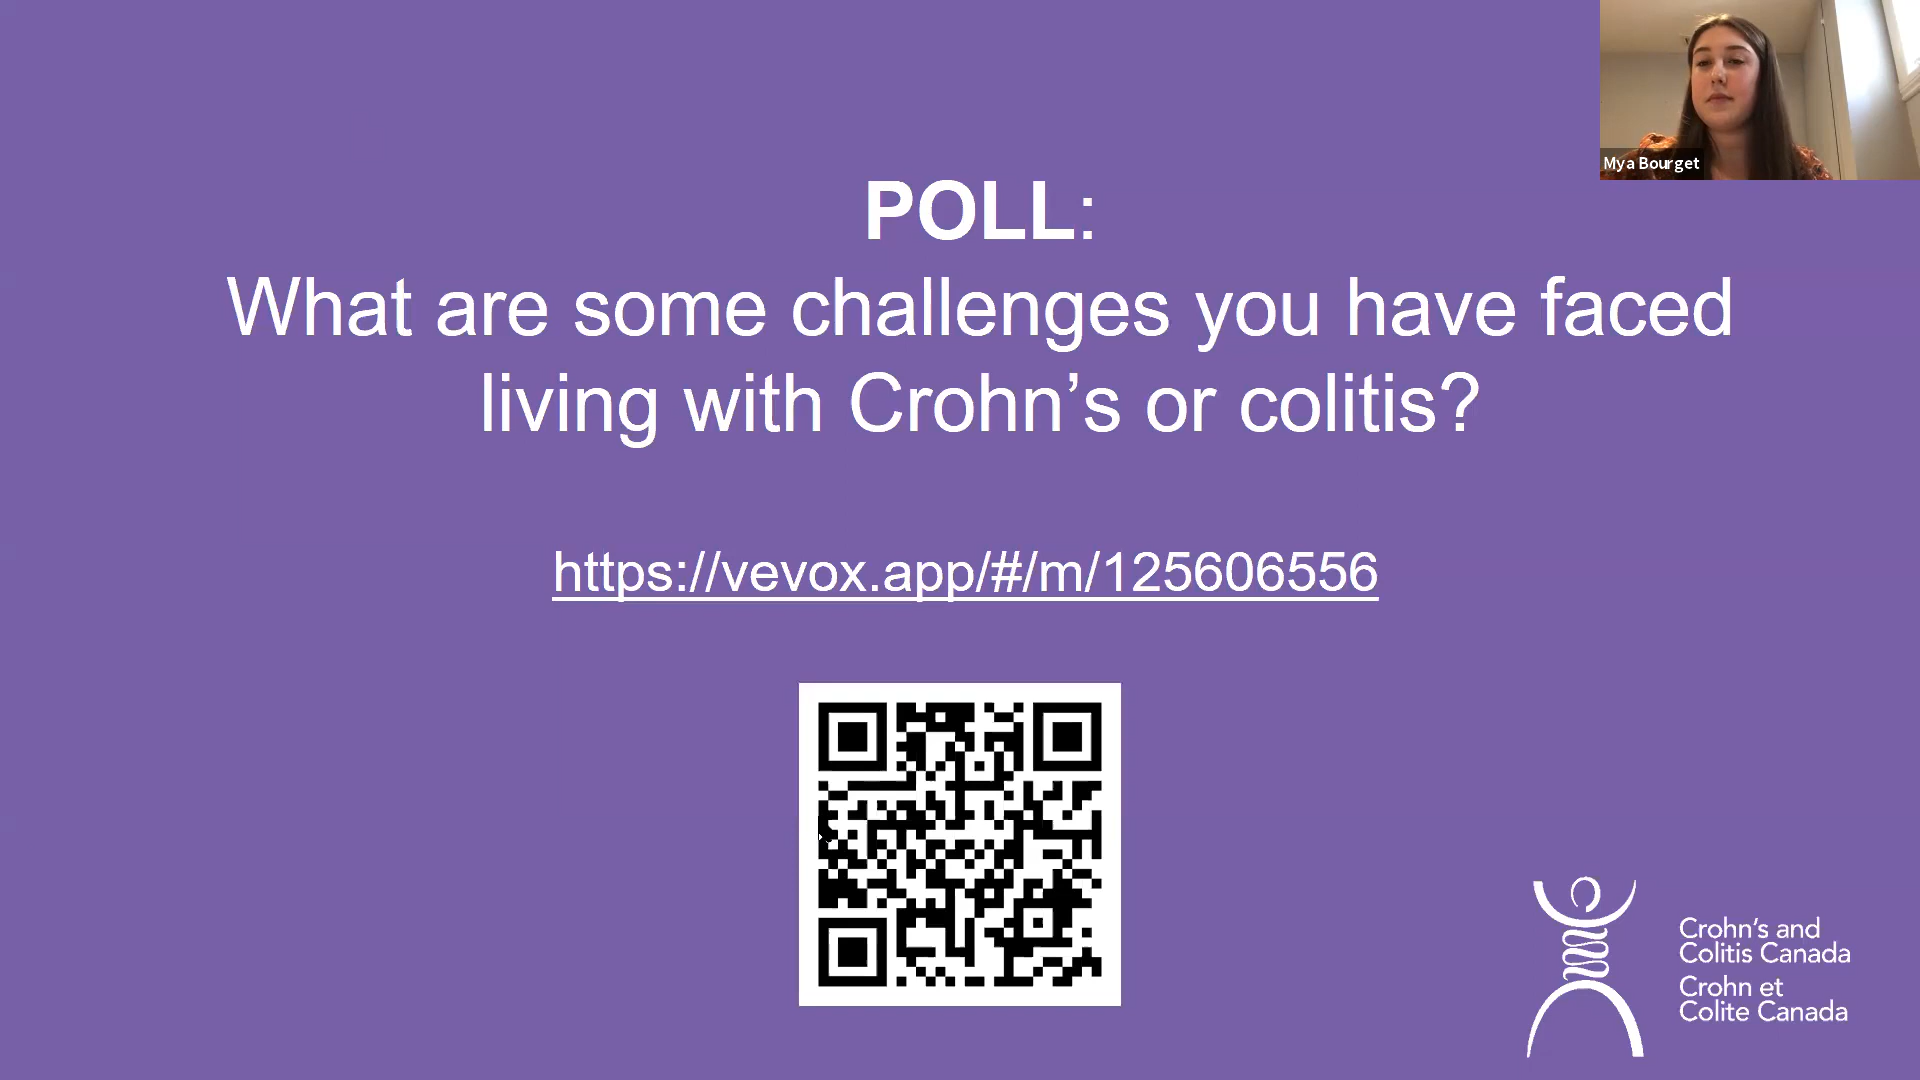 Mya Bourget
POLL:
What are some challenges you have faced
living with Crohn’s or colitis?
https://vevox.app/#/m/125606556
Crohn’s and
Colitis Canada
Crohn et
Colite Canada